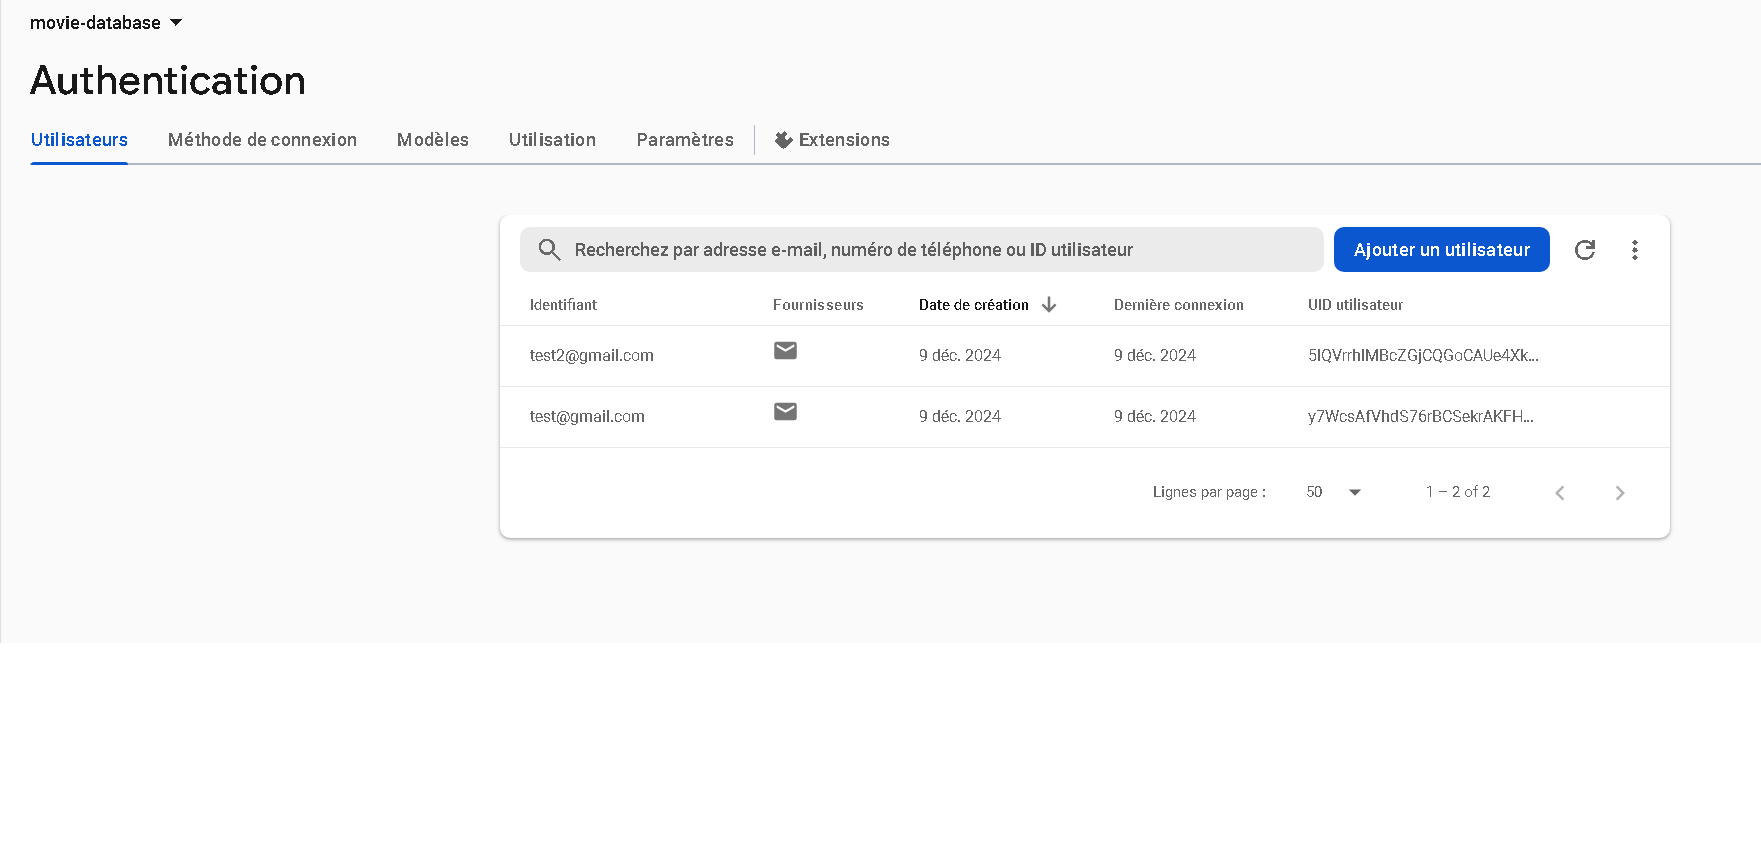 movie-database
Authentication
Utilisateurs Méthode de connexion Modèles Utilisation Paramètres Extensions
Recherchez par adresse e-mail, numéro de téléphone ou ID utilisateur Ajouter un utilisateur
Identifiant Fournisseurs Date de création Dernière connexion UID utilisateur
test2@gmail.com 9 déc. 2024 9 déc. 2024 5IQVrrhIMBcZGjCQGoCAUe4Xk...
test@gmail.com 9 déc. 2024 9 déc. 2024 y7WcsAfVhdS76rBCSekrAKFH...
Lignes par page : 50 1 – 2 of 2